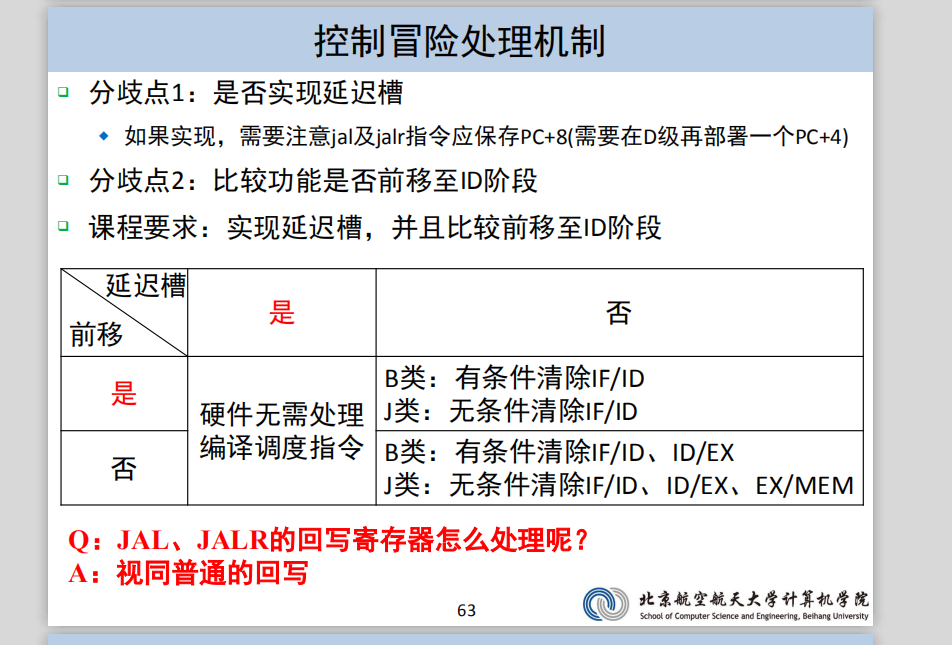 控制冒险处理机制
分歧点1：是否实现延迟槽
如果实现，需要注意jal及jalr指令应保存PC+8(需要在D级再部署一个PC+4)
分歧点2：比较功能是否前移至ID阶段
课程要求：实现延迟槽，并且比较前移至ID阶段
延迟槽
前移
是
否
是
硬件无需处理
编译调度指令
B类：有条件清除IF/ID
J类：无条件清除IF/ID
否
B类：有条件清除IF/ID、ID/EX
J类：无条件清除IF/ID、ID/EX、EX/MEM
Q：JAL、JALR的回写寄存器怎么处理呢？
A：视同普通的回写
63
北京航空航天大学计算机学院
School of Computer Science and Engineering, Beihang University